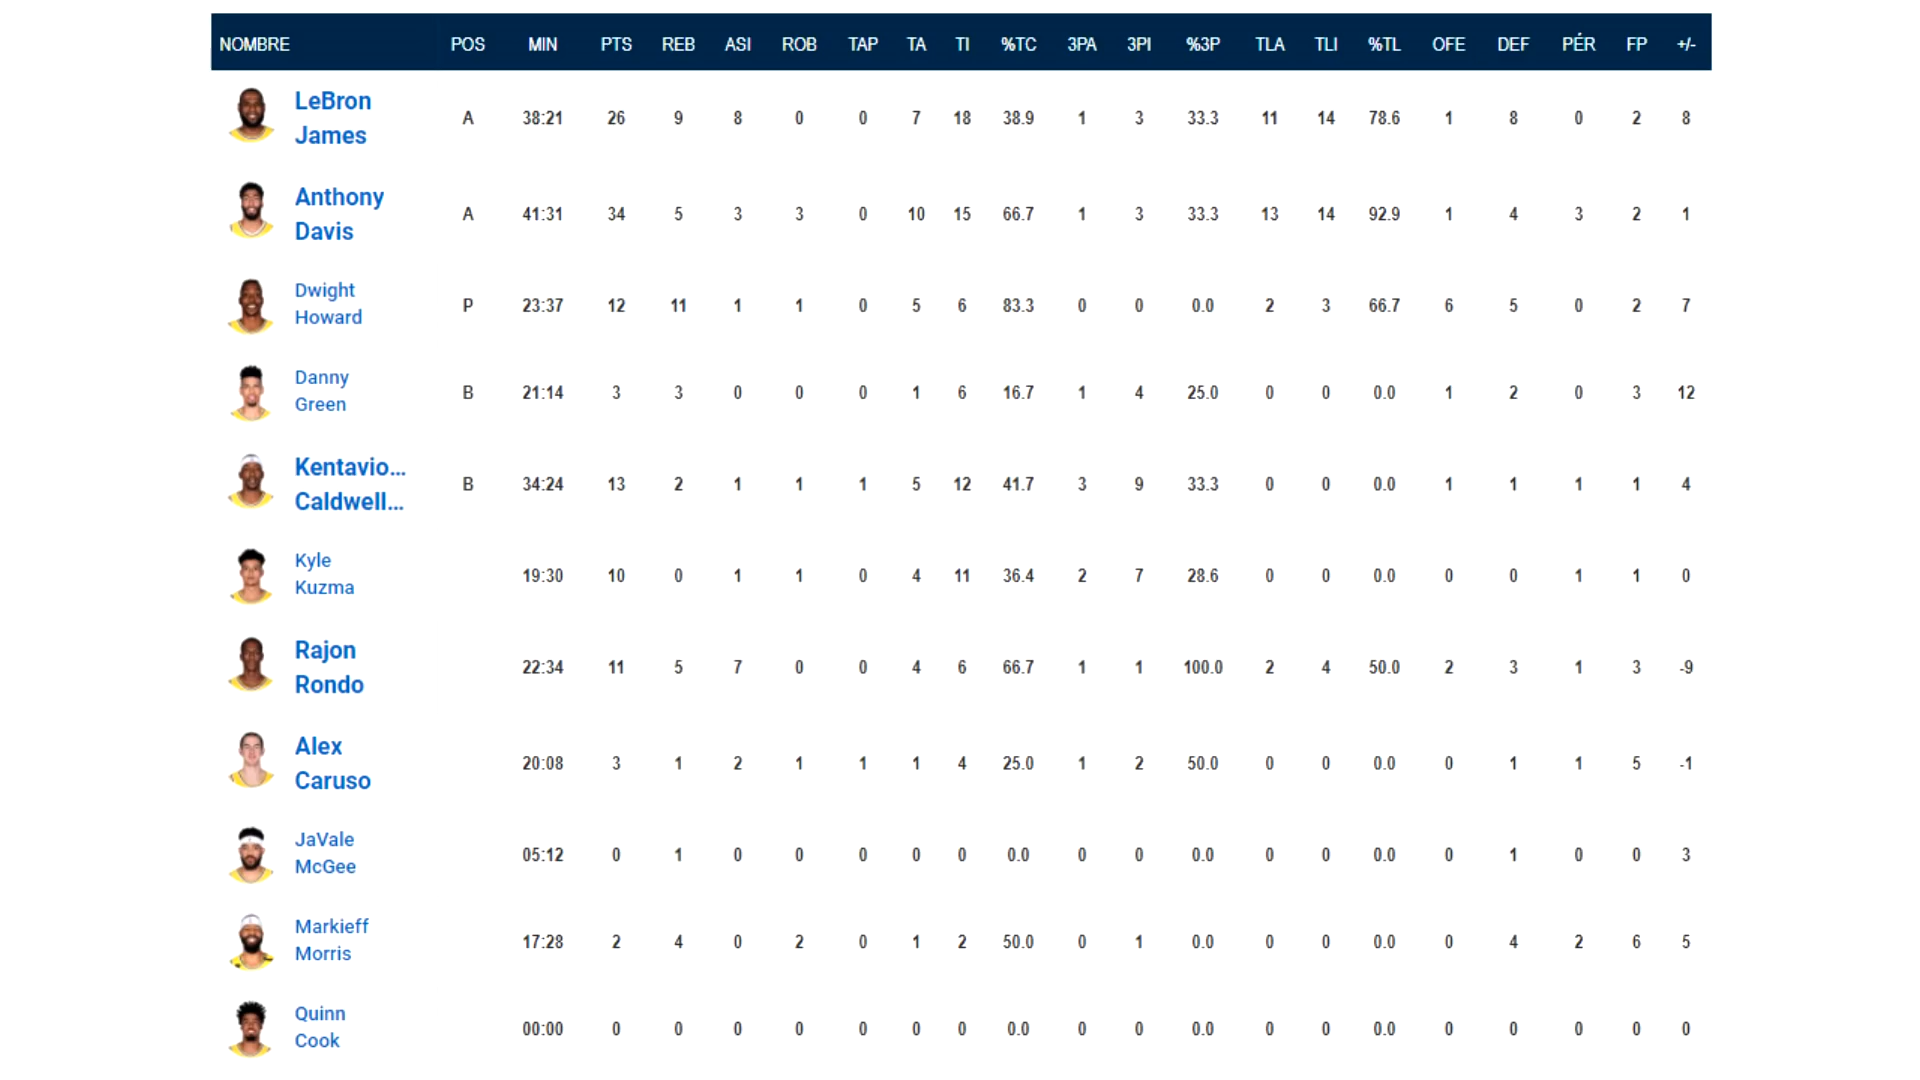 NOMBRE POS MIN PTS REB ASI ROB TAP TA TI %TC 3PA 3PI %3P TLA TLI %TL OFE DEF PÉR FP +/-
LeBron
James
A 38:21 26 9 8 0 0 7 18 38.9 1 3 33.3 11 14 78.6 1 8 0 2 8
Anthony
Davis
A 41:31 34 5 3 3 0 10 15 66.7 1 3 33.3 13 14 92.9 1 4 3 2 1
Dwight
Howard
P 23:37 12 11 1 1 0 5 6 83.3 0 0 0.0 2 3 66.7 6 5 0 2 7
Danny
Green
B 21:14 3 3 0 0 0 1 6 16.7 1 4 25.0 0 0 0.0 1 2 0 3 12
Kentavio...
Caldwell...
B 34:24 13 2 1 1 1 5 12 41.7 3 9 33.3 0 0 0.0 1 1 1 1 4
Kyle
Kuzma
19:30 10 0 1 1 0 4 11 36.4 2 7 28.6 0 0 0.0 0 0 1 1 0
Rajon
Rondo
22:34 11 5 7 0 0 4 6 66.7 1 1 100.0 2 4 50.0 2 3 1 3 -9
Alex
Caruso
20:08 3 1 2 1 1 1 4 25.0 1 2 50.0 0 0 0.0 0 1 1 5 -1
JaVale
McGee
05:12 0 1 0 0 0 0 0 0.0 0 0 0.0 0 0 0.0 0 1 0 0 3
Markieff
Morris
17:28 2 4 0 2 0 1 2 50.0 0 1 0.0 0 0 0.0 0 4 2 6 5
Quinn
Cook
00:00 0 0 0 0 0 0 0 0.0 0 0 0.0 0 0 0.0 0 0 0 0 0